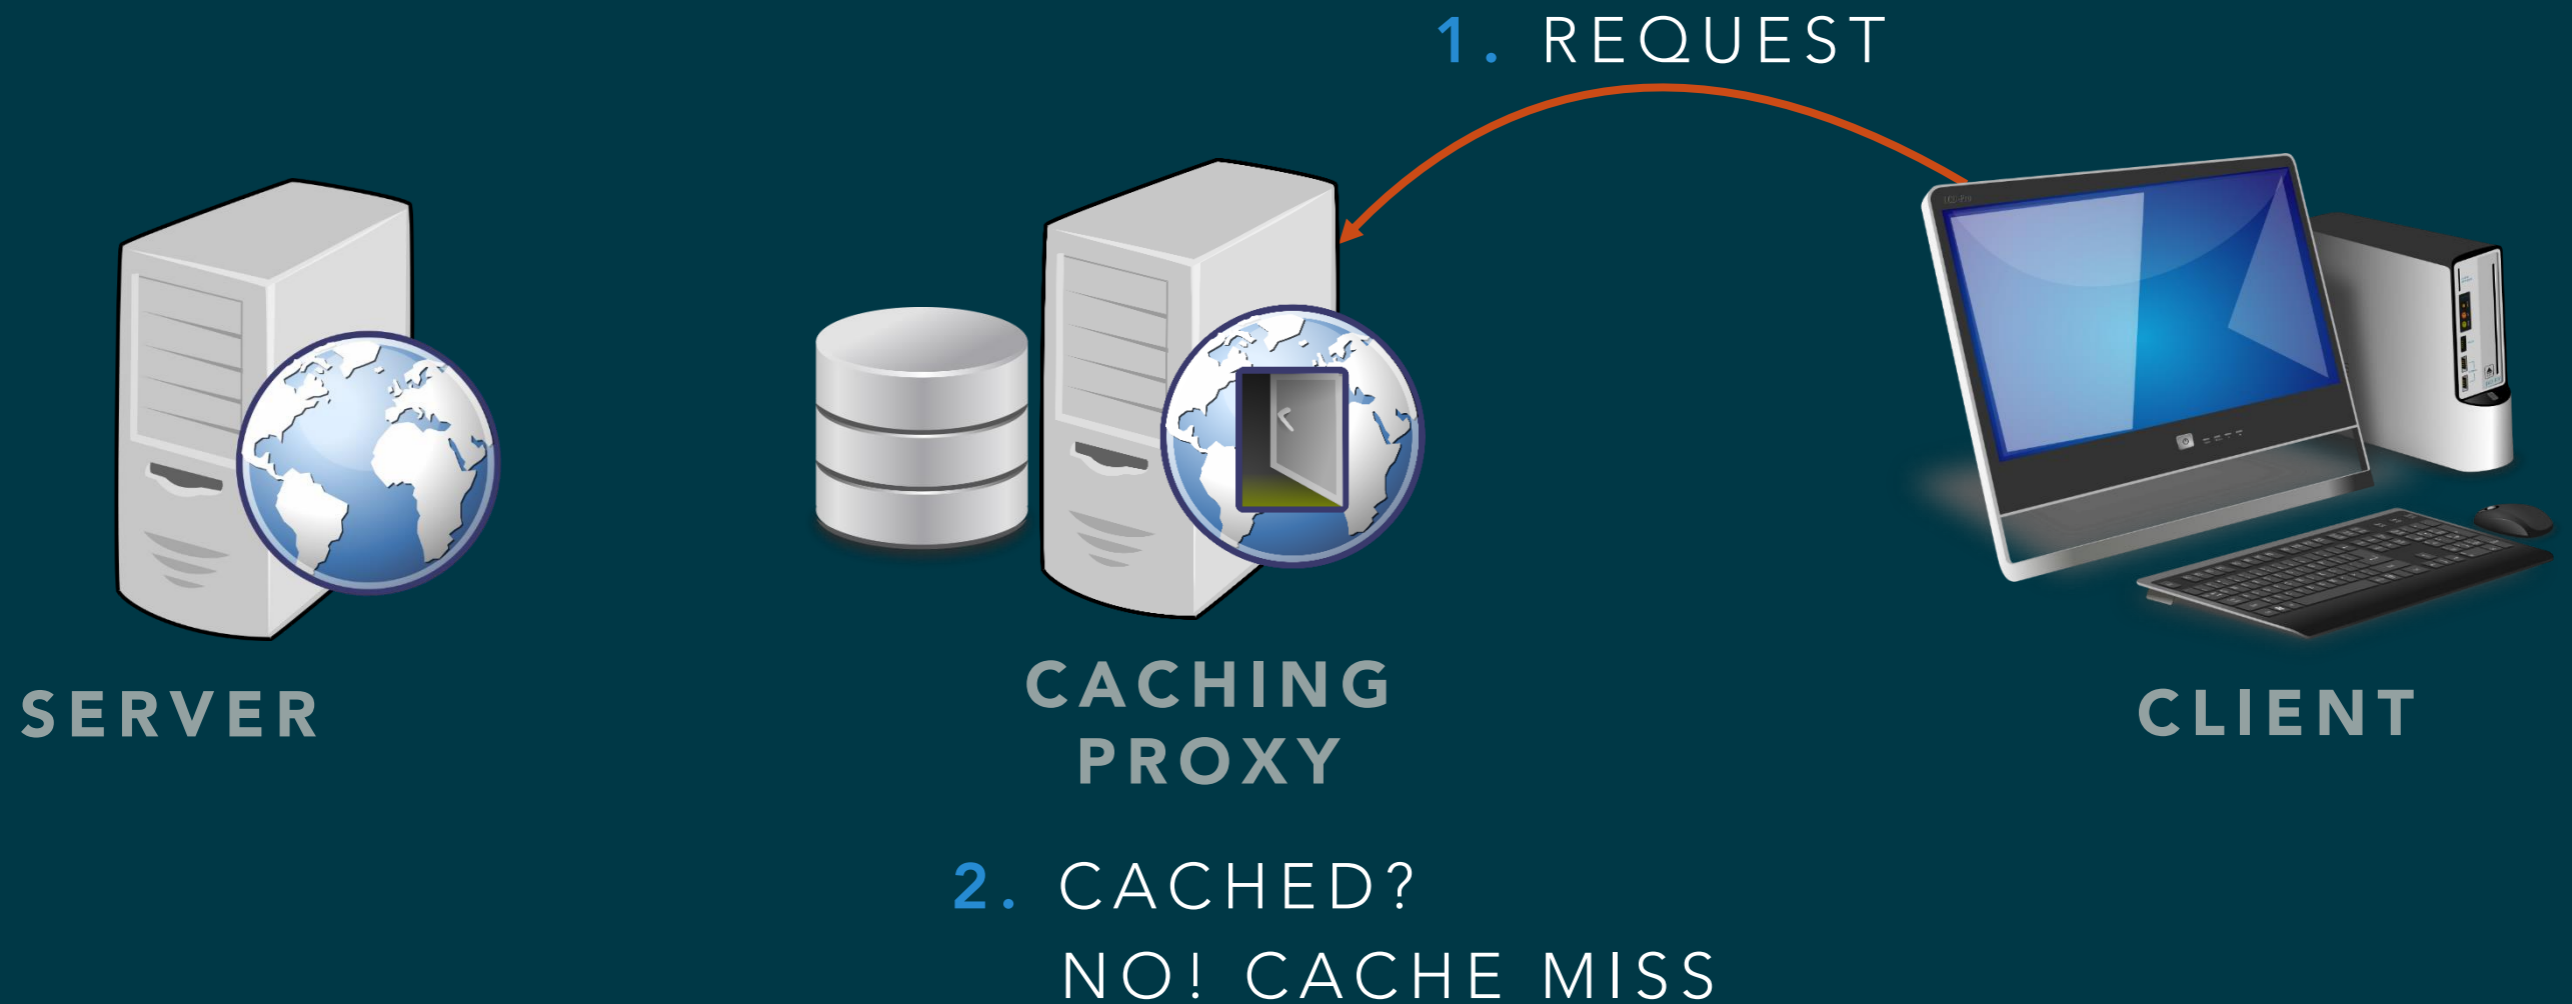 1. REQUEST
SERVER
CACHING
PROXY
CLIENT
2. CACHED?
NO! CACHE MISS